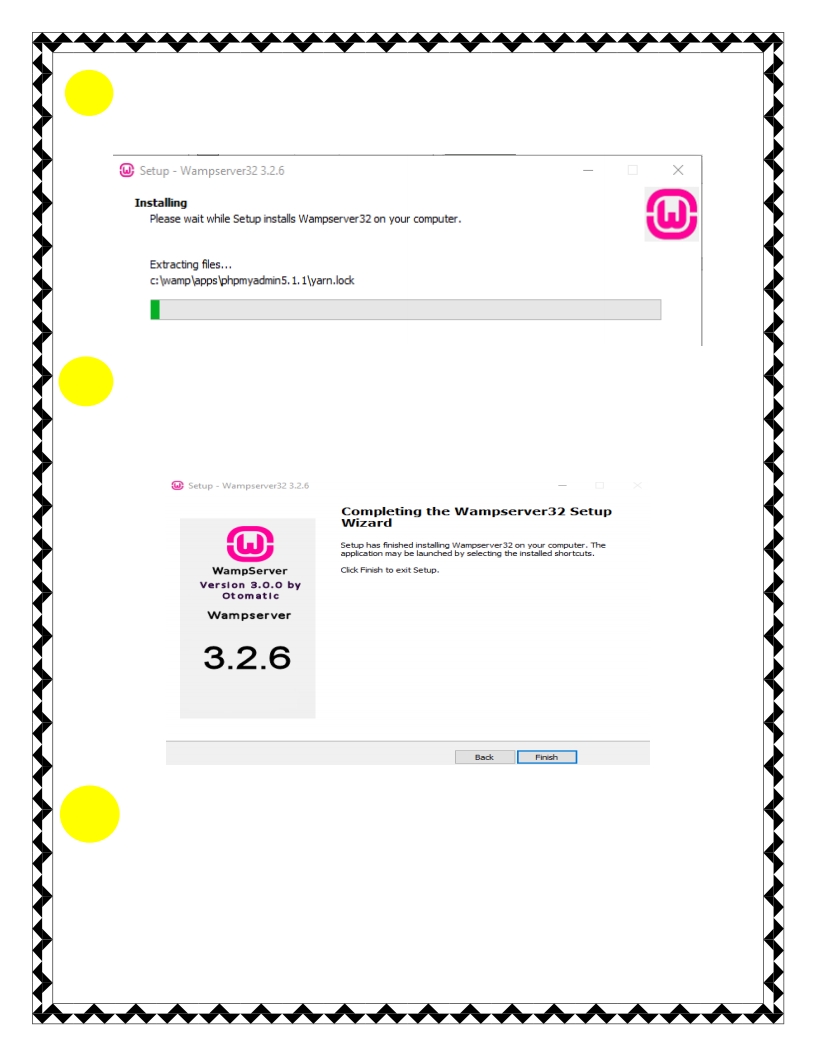 Setup - Wampserver32 3.2.6
Installing
Please wait while Setup installs Wampserver32 on your computer.
Extracting files...
c:\wamp\apps\phpmyadmin5.1.1\yarn.lock
Setup - Wampserver32 3.2.6
Completing the Wampserver32 Setup
Wizard
Setup has finished installing Wampserver32 on your computer. The
application may be launched by selecting the installed shortcuts.
Click Finish to exit Setup.
WampServer
Version 3.0.0 by
Otomatic
Wampserver
3.2.6
Back
Finish